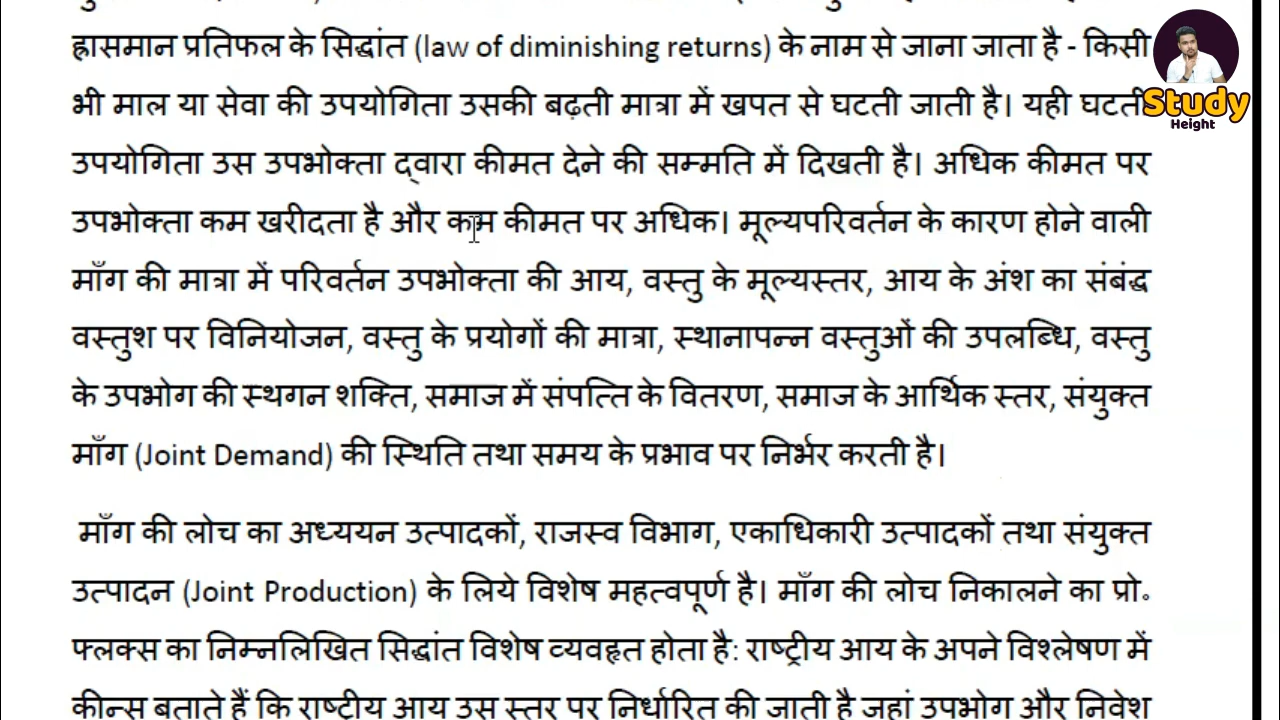 ह्रासमान प्रतिफल के सिद्धांत (law of diminishing returns) के नाम से जाना जाता है - किसी
भी माल या सेवा की उपयोगिता उसकी बढ़ती मात्रा में खपत से घटती जाती है। यही घटती
उपयोगिता उस उपभोक्ता द्वारा कीमत देने की सम्मति में दिखती है। अधिक कीमत पर
उपभोक्ता कम खरीदता है और कम कीमत पर अधिक। मूल्यपरिवर्तन के कारण होने वाली
माँग की मात्रा में परिवर्तन उपभोक्ता की आय, वस्तु के मूल्यस्तर, आय के अंश का संबंद्ध
वस्तुश पर विनियोजन, वस्तु के प्रयोगों की मात्रा, स्थानापन्न वस्तुओं की उपलब्धि, वस्तु
के उपभोग की स्थगन शक्ति, समाज में संपत्ति के वितरण, समाज के आर्थिक स्तर, संयुक्त
माँग (Joint Demand) की स्थिति तथा समय के प्रभाव पर निर्भर करती है।
माँग की लोच का अध्ययन उत्पादकों, राजस्व विभाग, एकाधिकारी उत्पादकों तथा संयुक्त
उत्पादन (Joint Production) के लिये विशेष महत्वपूर्ण है। माँग की लोच निकालने का प्रो॰
फ्लक्स का निम्नलिखित सिद्धांत विशेष व्यवहृत होता है: राष्ट्रीय आय के अपने विश्लेषण में
कीन्स बताते हैं कि राष्ट्रीय आय उस स्तर पर निर्धारित की जाती है जहां उपभोग और निवेश
Study
Height